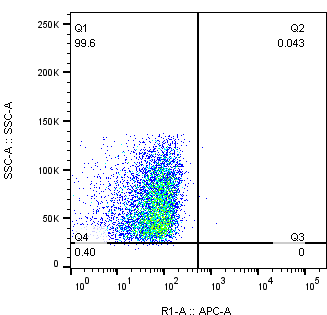 Q1
99.6
Q2
0.043
250K
200K
150K
100K
50K
0
SSC-A :: SSC-A
Q4
0.40
Q3
0
10^0
10^1
10^2
10^3
10^4
10^5
R1-A :: APC-A